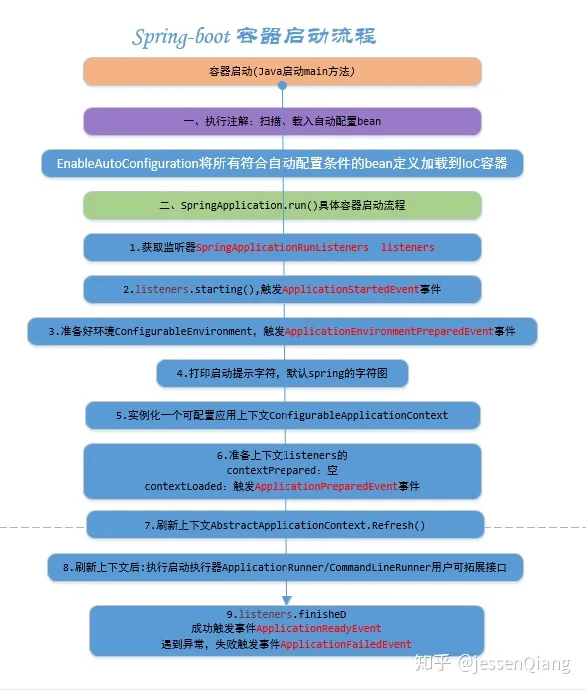 Spring-boot 容器启动流程
容器启动(Java启动main方法)
一、执行注解：扫描、载入自动配置bean
EnableAutoConfiguration将所有符合自动配置条件的bean定义加载到IoC容器
二、SpringApplication.run()具体容器启动流程
1.获取监听器SpringApplicationRunListeners listeners
2.listeners.starting(),触发ApplicationStartedEvent事件
3.准备好环境ConfigurableEnvironment，触发ApplicationEnvironmentPreparedEvent事件
4.打印启动提示字符，默认spring的字符图
5.实例化一个可配置应用上下文ConfigurableApplicationContext
6.准备上下文listeners的
contextPrepared：空
contextLoaded：触发ApplicationPreparedEvent事件
7.刷新上下文AbstractApplicationContext.Refresh()
8.刷新上下文后:执行启动执行器ApplicationRunner/CommandLineRunner用户可拓展接口
9.listeners.finisheD
成功触发事件ApplicationReadyEvent
遇到异常，失败触发事件ApplicationFailedEvent
知乎 @jessenQiang